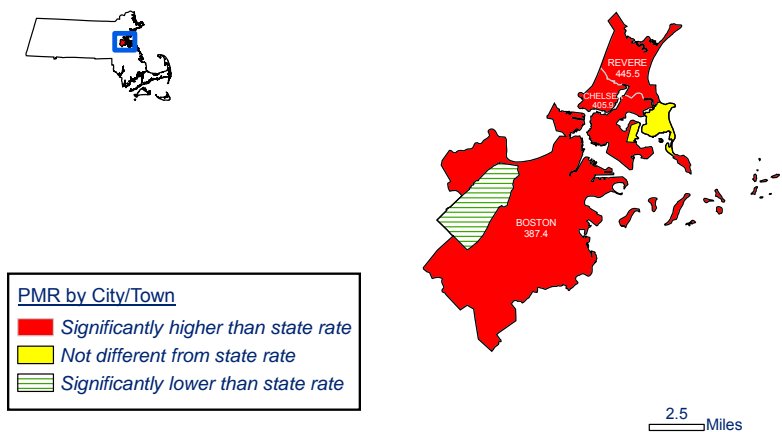 REVERE
445.5
CHELSEA
405.9
BOSTON
387.4
PMR by City/Town
Significantly higher than state rate
Not different from state rate
Significantly lower than state rate
2.5
Miles